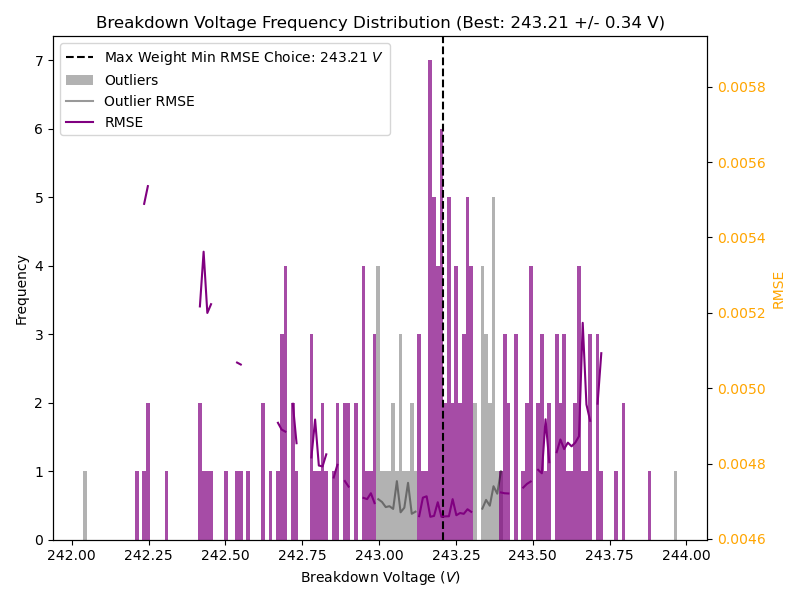 Breakdown Voltage Frequency Distribution (Best: 243.21 +/- 0.34 V)
Max Weight Min RMSE Choice: 243.21 V
Outliers
Outlier RMSE
RMSE
Frequency
7
6
5
4
3
2
1
0
0.0058
0.0056
0.0054
0.0052
0.0050
0.0048
0.0046
RMSE
242.00 242.25 242.50 242.75 243.00 243.25 243.50 243.75 244.00
Breakdown Voltage (V)